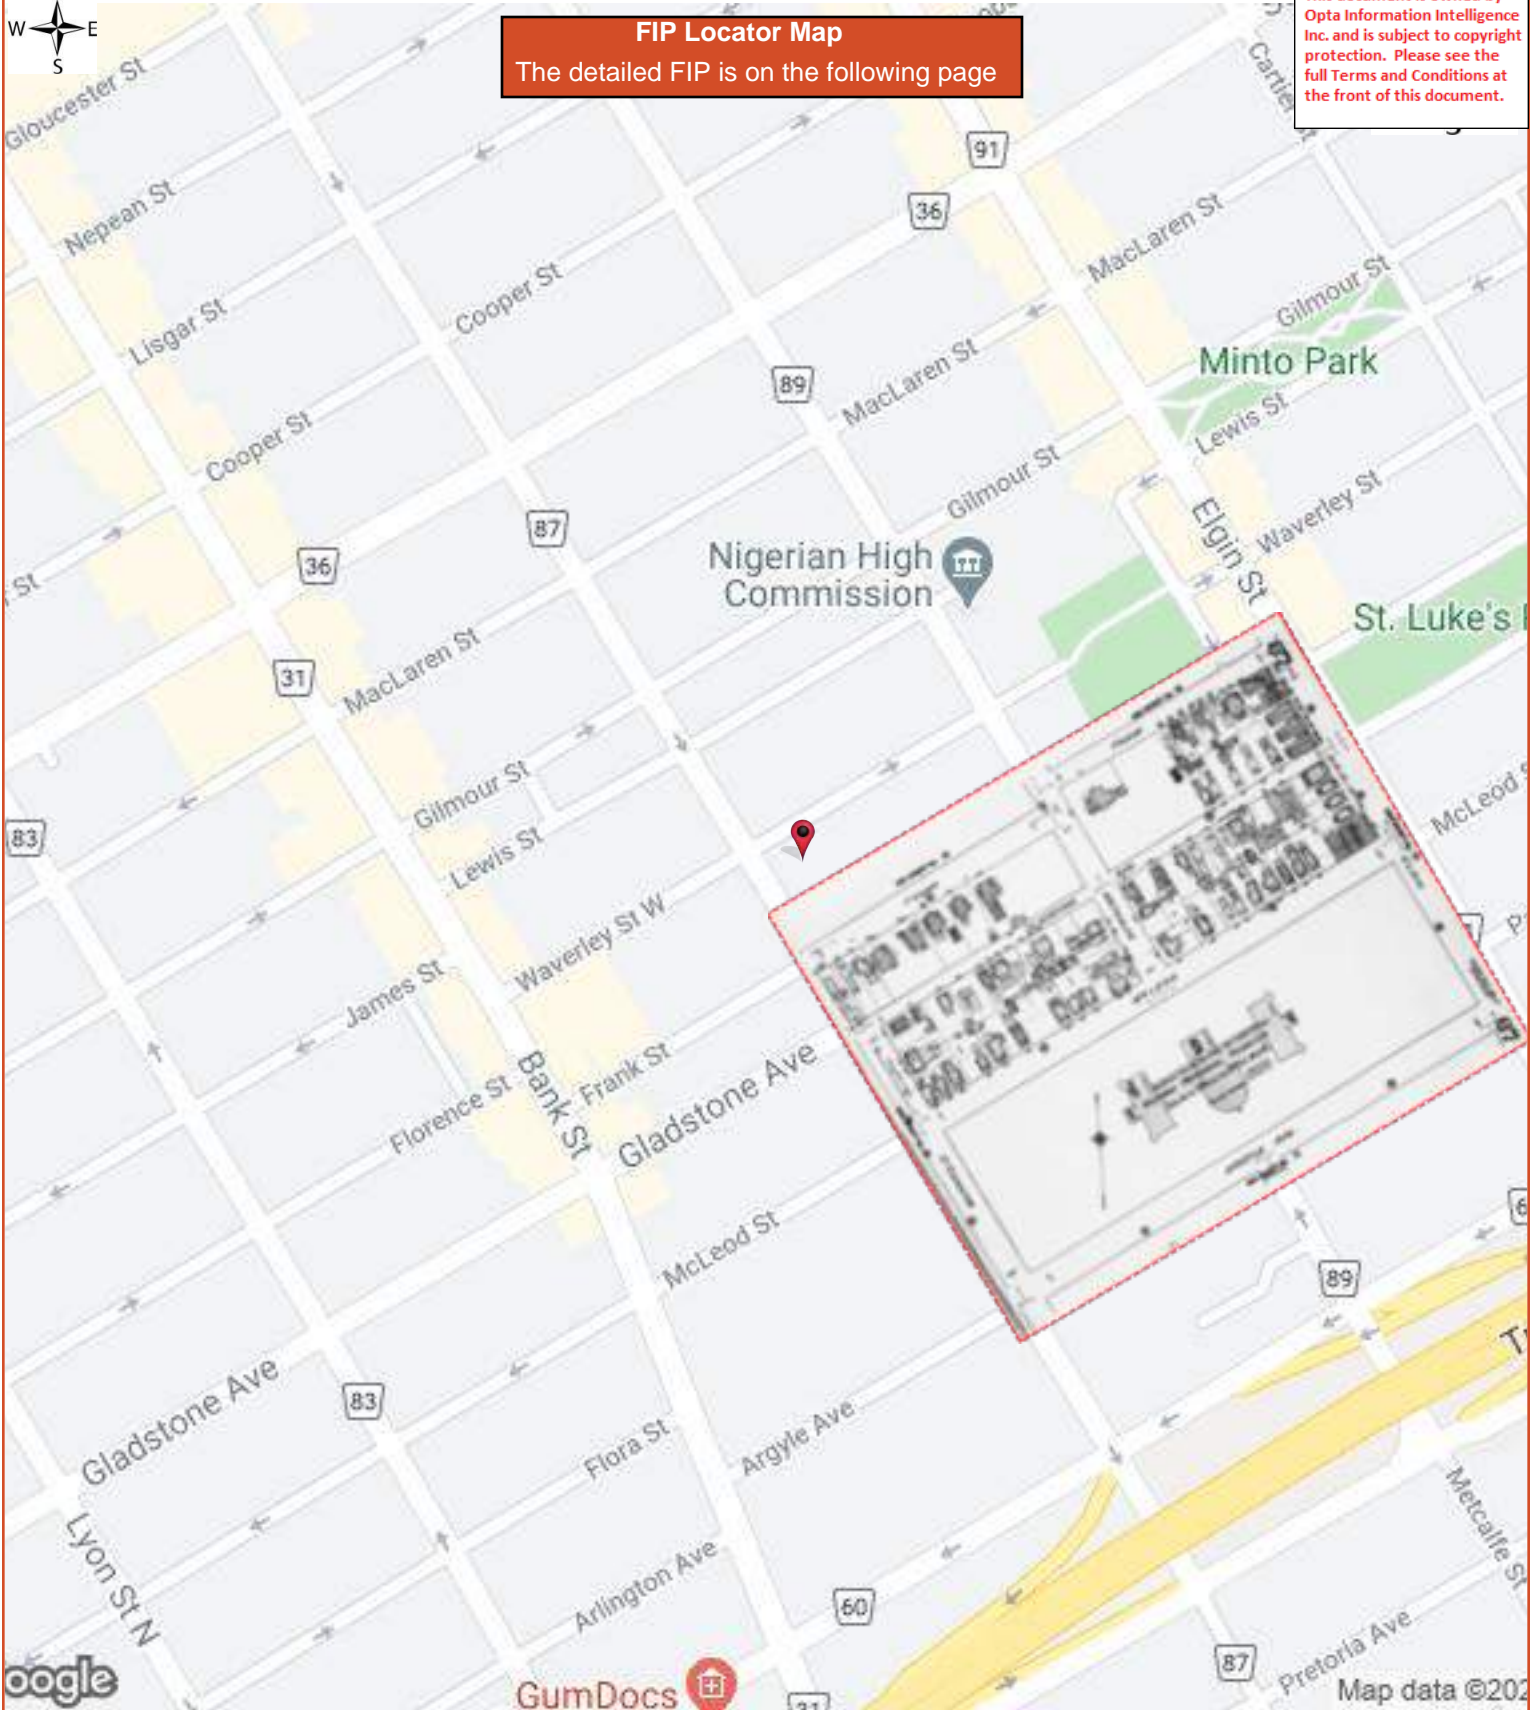 W E
S
FIP Locator Map
The detailed FIP is on the following page
Opta Information Intelligence
Inc. and is subject to copyright
protection. Please see the
full Terms and Conditions at
the front of this document.
Gloucester St
Nepean St
Lisgar St
Cooper St
Cooper St
91
36
MacLaren St
Gilmour St
Minto Park
Lewis St
89
MacLaren St
Gilmour St
Waverley St
Elgin St
87
36
St
Nigerian High
Commission
St. Luke's
31
MacLaren St
Gilmour St
Lewis St
83
McLeod
Waverley St W
James St
Bank St
Frank St
Florence St
Gladstone Ave
McLeod St
89
83
Gladstone Ave
Flora St
Argyle Ave
Metcalfe St
Lyon St N
Arlington Ave
60
87
Pretoria Ave
GumDocs
31
oogle
Map data ©202